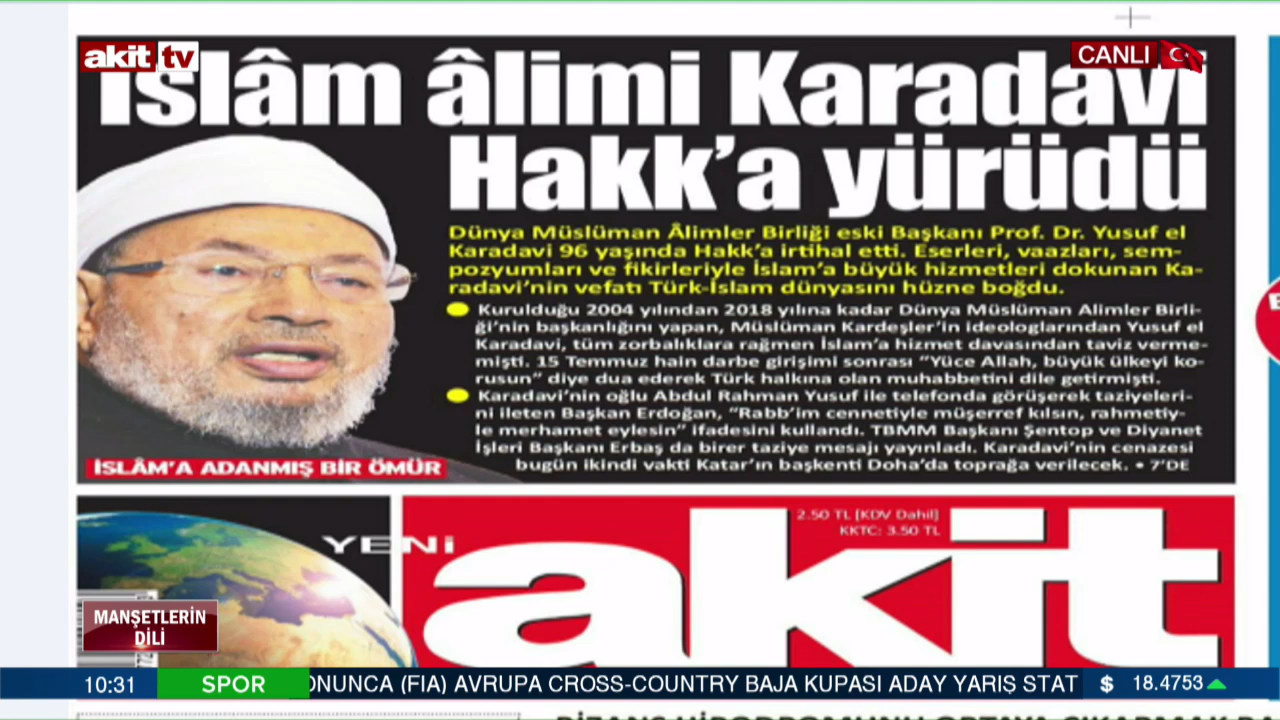 akit tv
CANLI
İslâm âlimi Karadavi
Hakk'a yürüdü
Dünya Müslüman Âlimler Birliği eski Başkanı Prof. Dr. Yusuf el
Karadavi 96 yaşında Hakk'a irtihal etti. Eserleri, vaazları, sem-
pozyumları ve fikirleriyle İslam'a büyük hizmetleri dokunan Ka-
radavi'nin vefatı Türk-İslam dünyasını hüzne boğdu.
Kurulduğu 2004 yılından 2018 yılına kadar Dünya Müslüman Alimler Birli-
ği'nin başkanlığını yapan, Müslüman Kardeşler'in ideologlarından Yusuf el
Karadavi, tüm zorbalıklara rağmen İslam'a hizmet davasından taviz verme-
mişti. 15 Temmuz hain darbe girişimi sonrası "Yüce Allah, büyük ülkeyi ko-
rusun" diye dua ederek Türk halkına olan muhabbetini dile getirmişti.
Karadavi'nin oğlu Abdul Rahman Yusuf ile telefonda görüşerek taziyeleri-
ni ileten Başkan Erdoğan, "Rabb'im cennetiyle müşerref kılsın, rahmetiy-
le merhamet eylesin" ifadesini kullandı. TBMM Başkanı Şentop ve Diyanet
İşleri Başkanı Erbaş da birer taziye mesajı yayınladı. Karadavi'nin cenazesi
bugün ikindi vakti Katar'ın başkenti Doha'da toprağa verilecek. • 7'DE
İSLÂM'A ADANMIŞ BİR ÖMÜR
2.50 TL [KDV Dahil]
KKTC: 3.50 TL
YENİ
akit
MANŞETLERİN
DİLİ
10:31 SPOR ONUNCA (FIA) AVRUPA CROSS-COUNTRY BAJA KUPASI ADAY YARIŞ STAT $ 18.4753